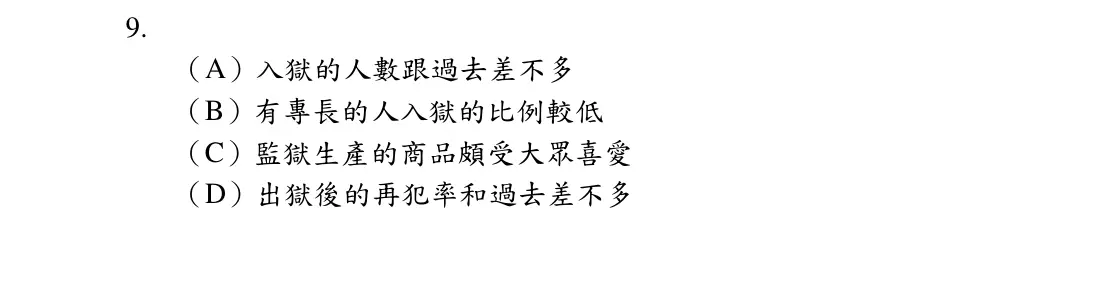 9.
（A）入獄的人數跟過去差不多
（B）有專長的人入獄的比例較低
（C）監獄生產的商品頗受大眾喜愛
（D）出獄後的再犯率和過去差不多